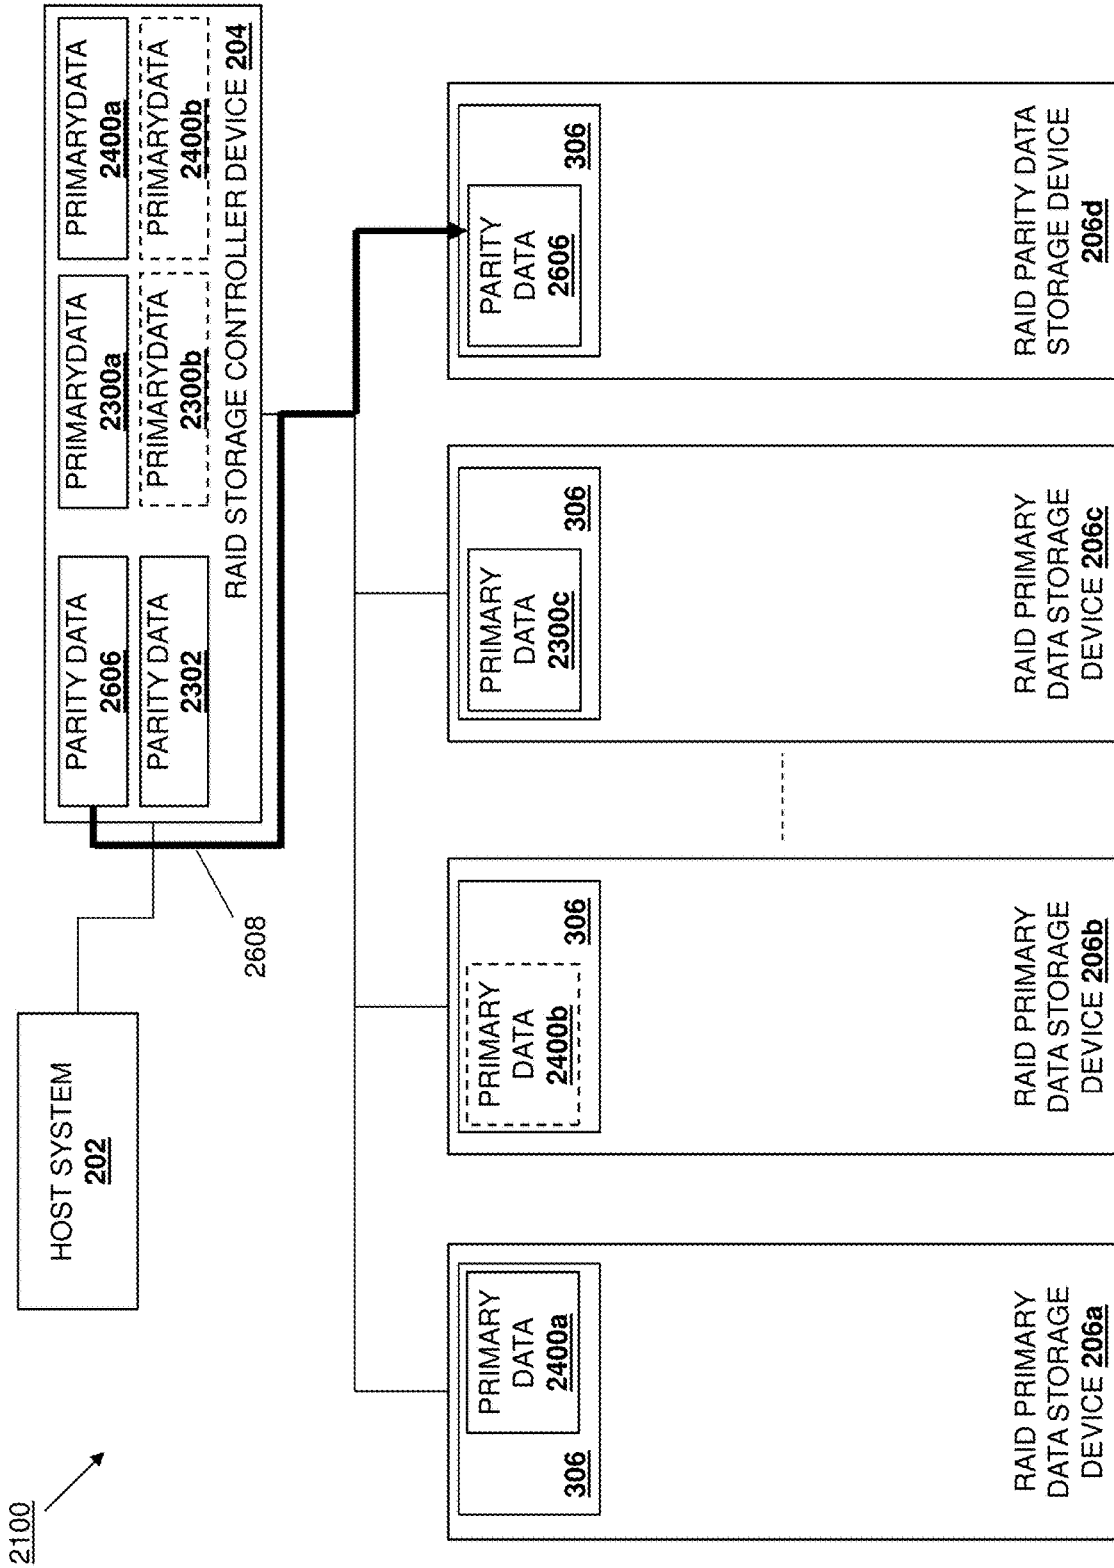 2100
HOST SYSTEM
202
2608
PARITY DATA
2606
PARITY DATA
2302
PRIMARYDATA
2300a
PRIMARYDATA
2300b
PRIMARYDATA
2400a
PRIMARYDATA
2400b
RAID STORAGE CONTROLLER DEVICE 204
306
PRIMARY
DATA
2400a
RAID PRIMARY
DATA STORAGE
DEVICE 206a
PRIMARY
DATA
2400b
306
RAID PRIMARY
DATA STORAGE
DEVICE 206b
PRIMARY
DATA
2300c
306
RAID PRIMARY
DATA STORAGE
DEVICE 206c
PARITY
DATA
2606
306
RAID PARITY DATA
STORAGE DEVICE
206d